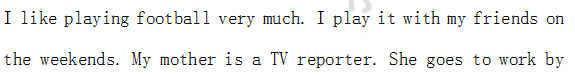 I like playing football very much. I play it with my friends on
the weekends. My mother is a TV reporter. She goes to work by